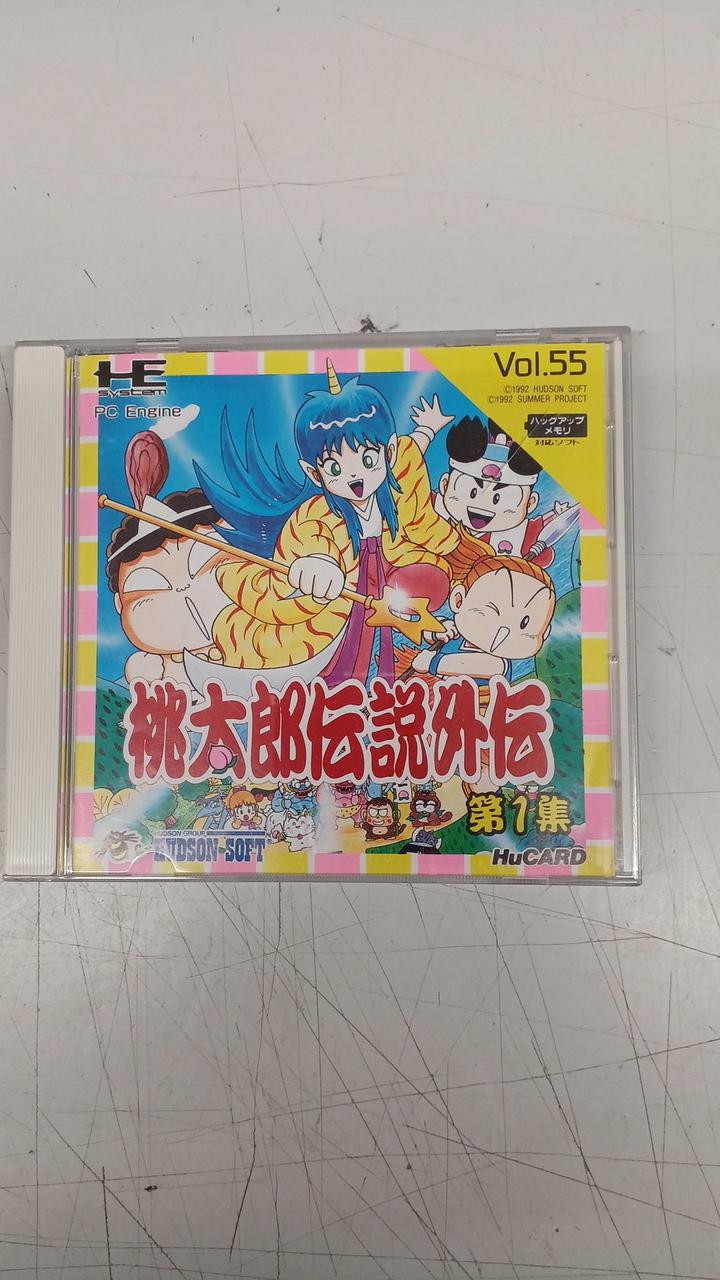 HE
system
PC Engine
Vol.55
©1992 HUDSON SOFT
©1992 SUMMER PROJECT
バックアップ
メモリ
対応ソフト
桃太郎伝説外伝
第1集
HUDSON GROUP
HUDSON SOFT
HuCARD